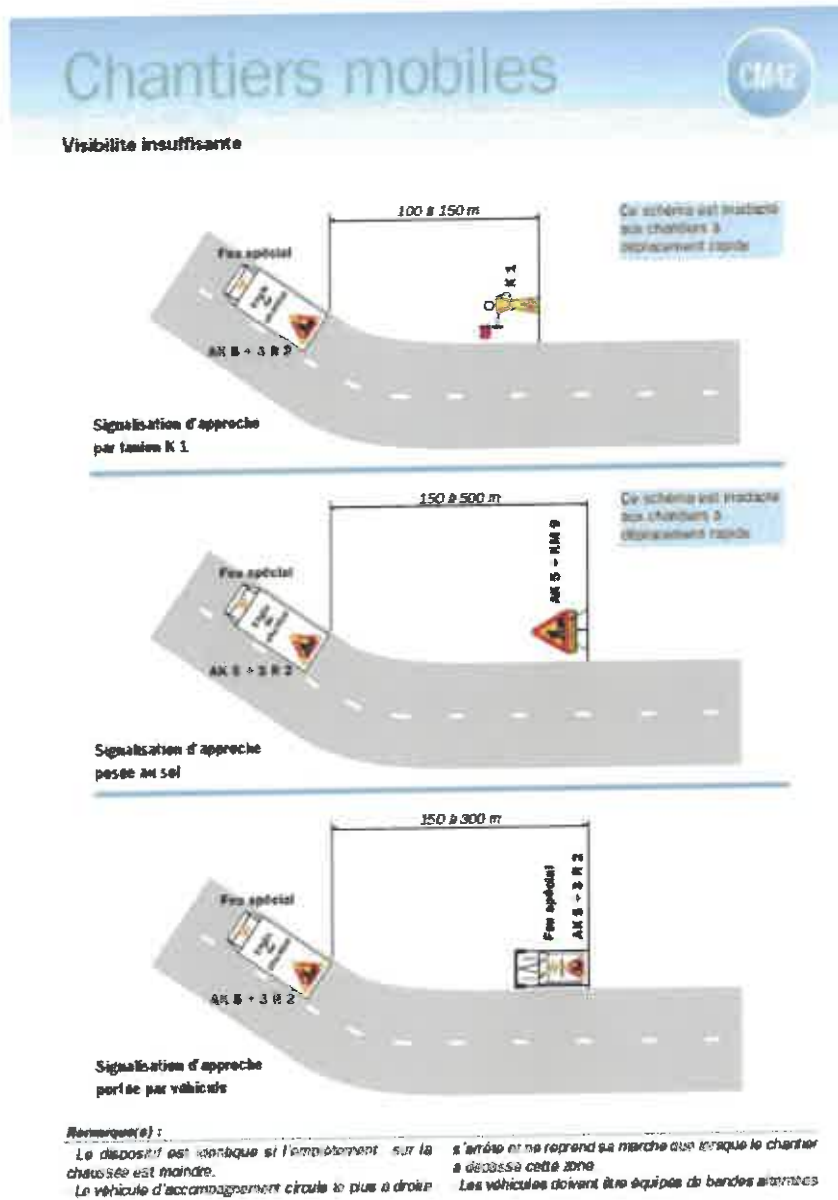 Chantiers mobiles
CM42
Visibilité insuffisante
100 à 150 m
Ce schéma est inadapté
aux chantiers à
déplacement rapide
Feu spécial
K 1
AK 5 + 3 R 2
Signalisation d'approche
par fanion K 1
150 à 500 m
Ce schéma est inadapté
aux chantiers à
déplacement rapide
Feu spécial
AK 5 + KM 9
AK 5 + 3 R 2
Signalisation d'approche
posée au sol
150 à 300 m
Feu spécial
Feu spécial
AK 5 + 3 R 2
AK 5 + 3 R 2
Signalisation d'approche
portée par véhicule
Remarque(s) :
Le dispositif est identique si l'empiètement sur la
chaussée est moindre.
Le véhicule d'accompagnement circule le plus à droite
s'arrête et ne reprend sa marche que lorsque le chantier
a dépassé cette zone
Les véhicules doivent être équipés de bandes alternées